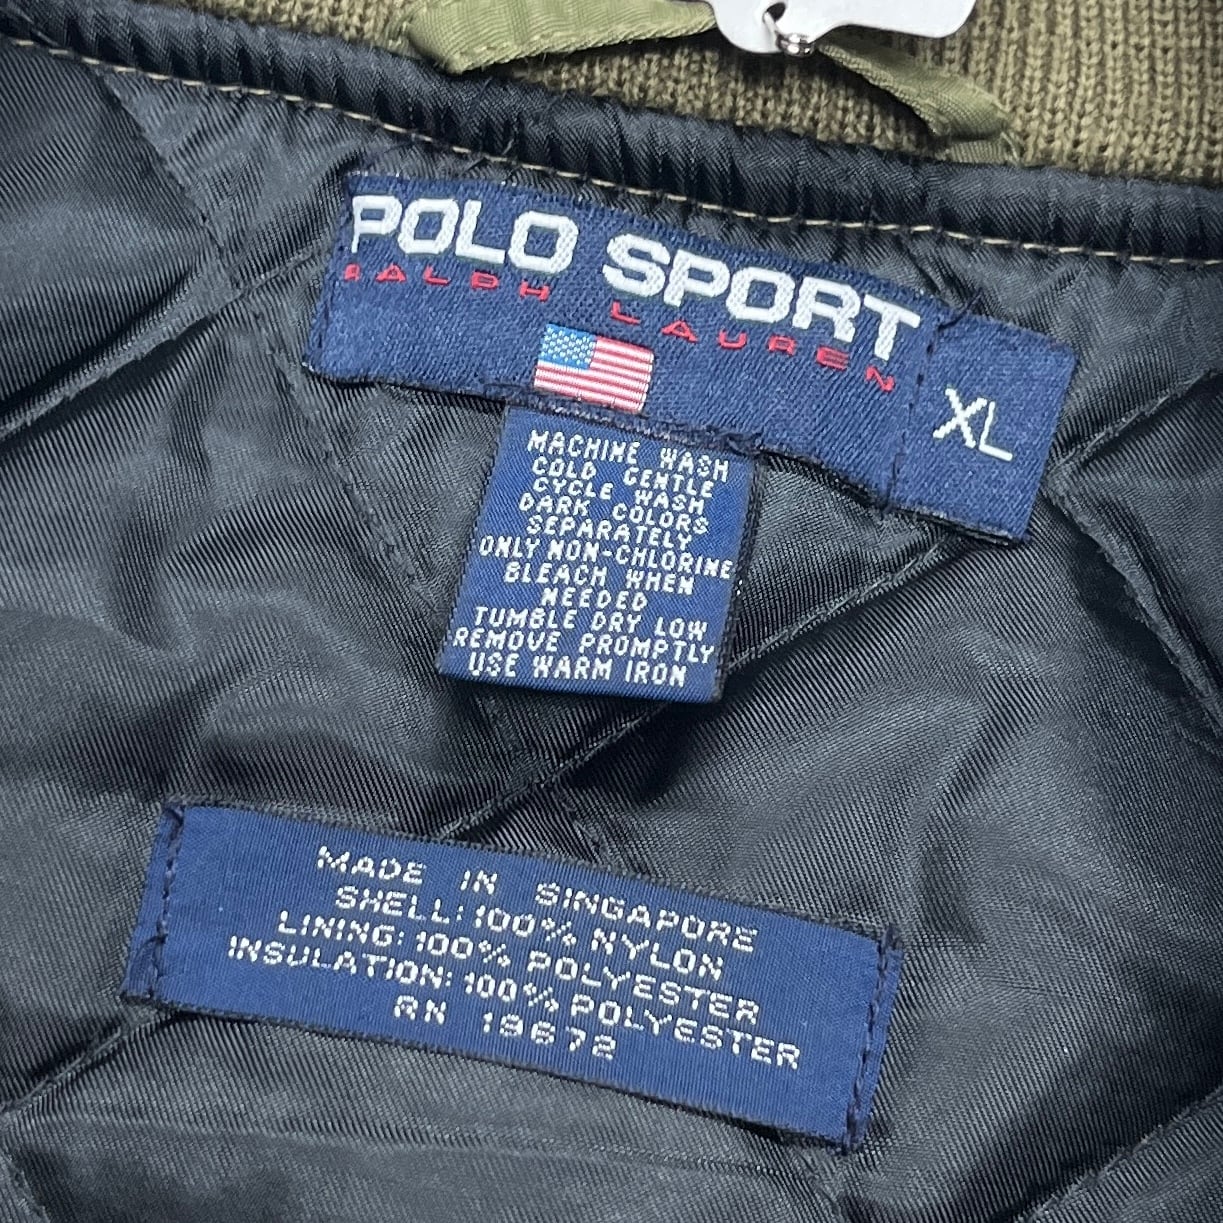 POLO SPORT
RALPH LAUREN
XL
MACHINE WASH
COLD GENTLE
CYCLE WASH
DARK COLORS
SEPARATELY
ONLY NON-CHLORINE
BLEACH WHEN
NEEDED
TUMBLE DRY LOW
REMOVE PROMPTLY
USE WARM IRON
MADE IN SINGAPORE
SHELL: 100% NYLON
LINING: 100% POLYESTER
INSULATION: 100% POLYESTER
RN 19672